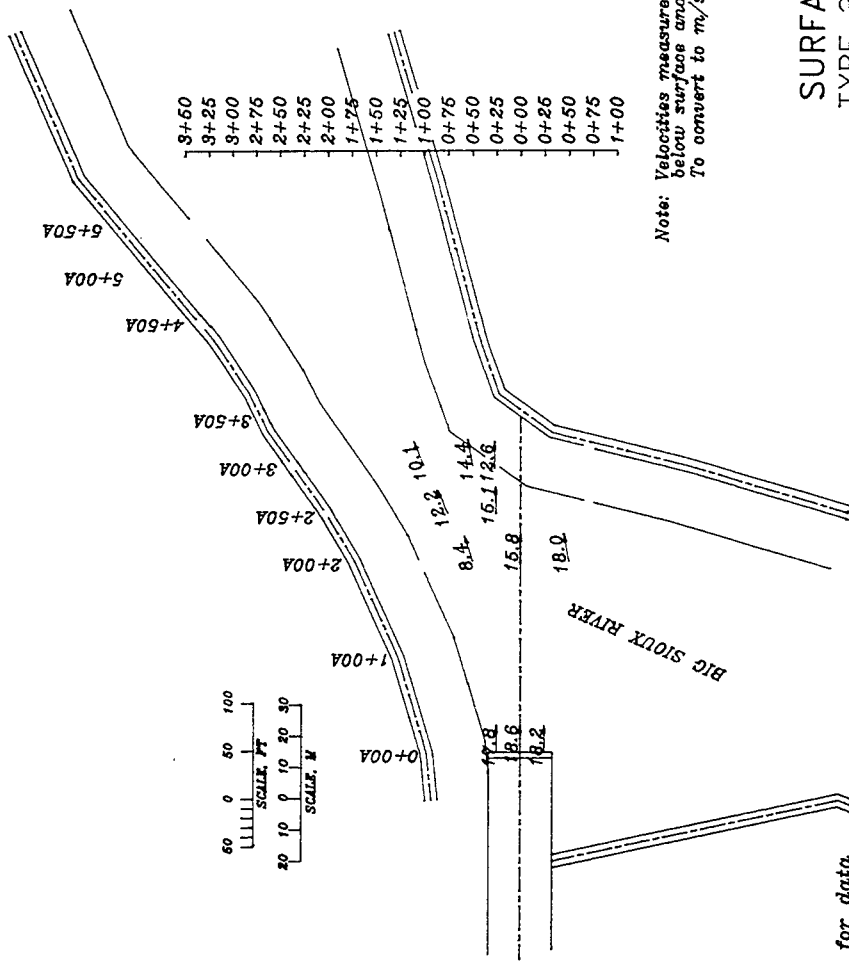 5+50A
5+00A
4+50A
3+50A
3+00A
2+50A
2+00A
1+00A
0+00A
3+50
3+25
3+00
2+75
2+50
2+25
2+00
1+75
1+50
1+25
1+00
0+75
0+50
0+25
0+00
0+25
0+50
0+75
1+00
50 0 50 100
SCALE, FT
20 10 0 10 20 30
SCALE, M
10.1
12.2
14.4
8.4
15.1
12.6
15.8
18.0
18.6
18.2
BIG SIOUX RIVER
Note: Velocities measure
below surface and
To convert to m/s
SURFA
TYPE
for data